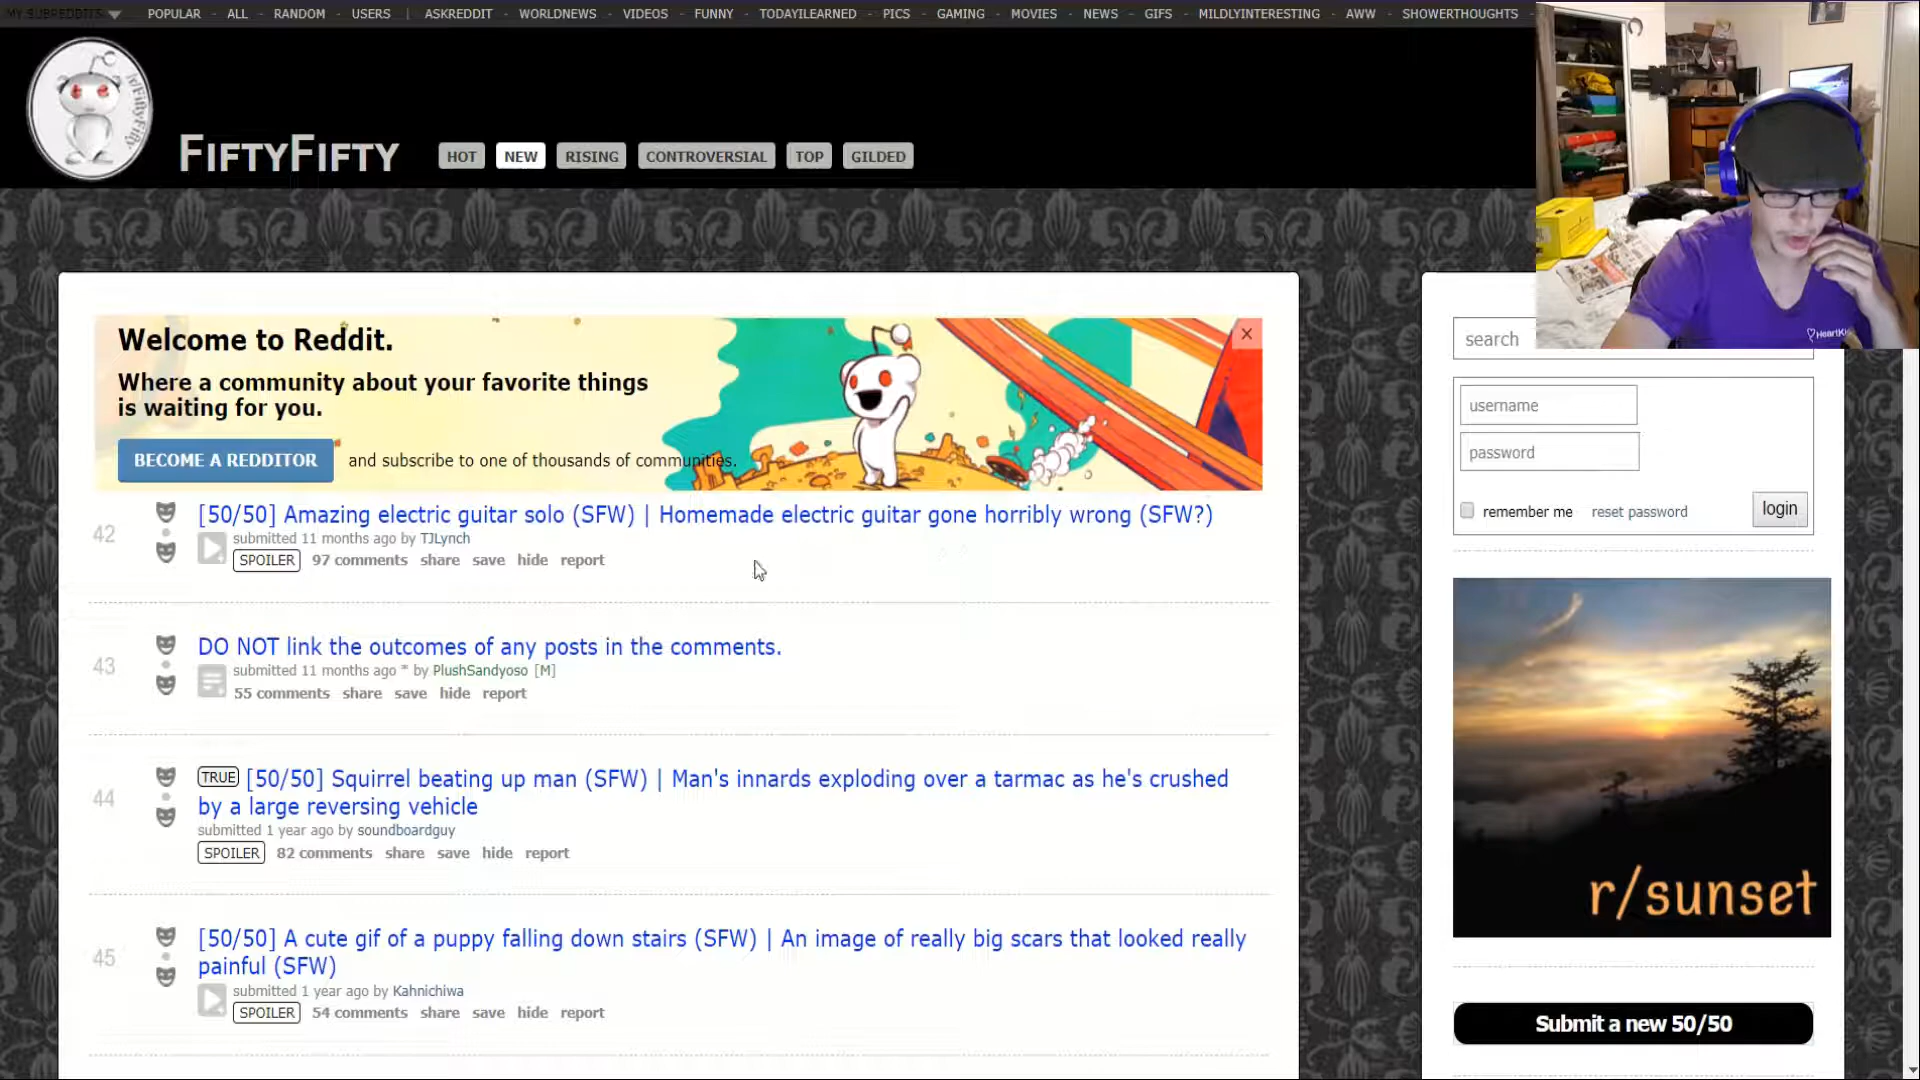 MY SUBREDDITS POPULAR - ALL - RANDOM - USERS | ASKREDDIT - WORLDNEWS - VIDEOS - FUNNY - TODAYILEARNED - PICS - GAMING - MOVIES - NEWS - GIFS - MILDLYINTERESTING - AWW - SHOWERTHOUGHTS -
FIFTYFIFTY HOT NEW RISING CONTROVERSIAL TOP GILDED
Welcome to Reddit.
Where a community about your favorite things
is waiting for you.
BECOME A REDDITOR and subscribe to one of thousands of communities.
42
[50/50] Amazing electric guitar solo (SFW) | Homemade electric guitar gone horribly wrong (SFW?)
submitted 11 months ago by TJLynch
SPOILER 97 comments share save hide report
43
DO NOT link the outcomes of any posts in the comments.
submitted 11 months ago * by PlushSandyoso [M]
55 comments share save hide report
44
TRUE [50/50] Squirrel beating up man (SFW) | Man's innards exploding over a tarmac as he's crushed
by a large reversing vehicle
submitted 1 year ago by soundboardguy
SPOILER 82 comments share save hide report
45
[50/50] A cute gif of a puppy falling down stairs (SFW) | An image of really big scars that looked really
painful (SFW)
submitted 1 year ago by Kahnichiwa
SPOILER 54 comments share save hide report
search
username
password
remember me reset password login
r/sunset
Submit a new 50/50